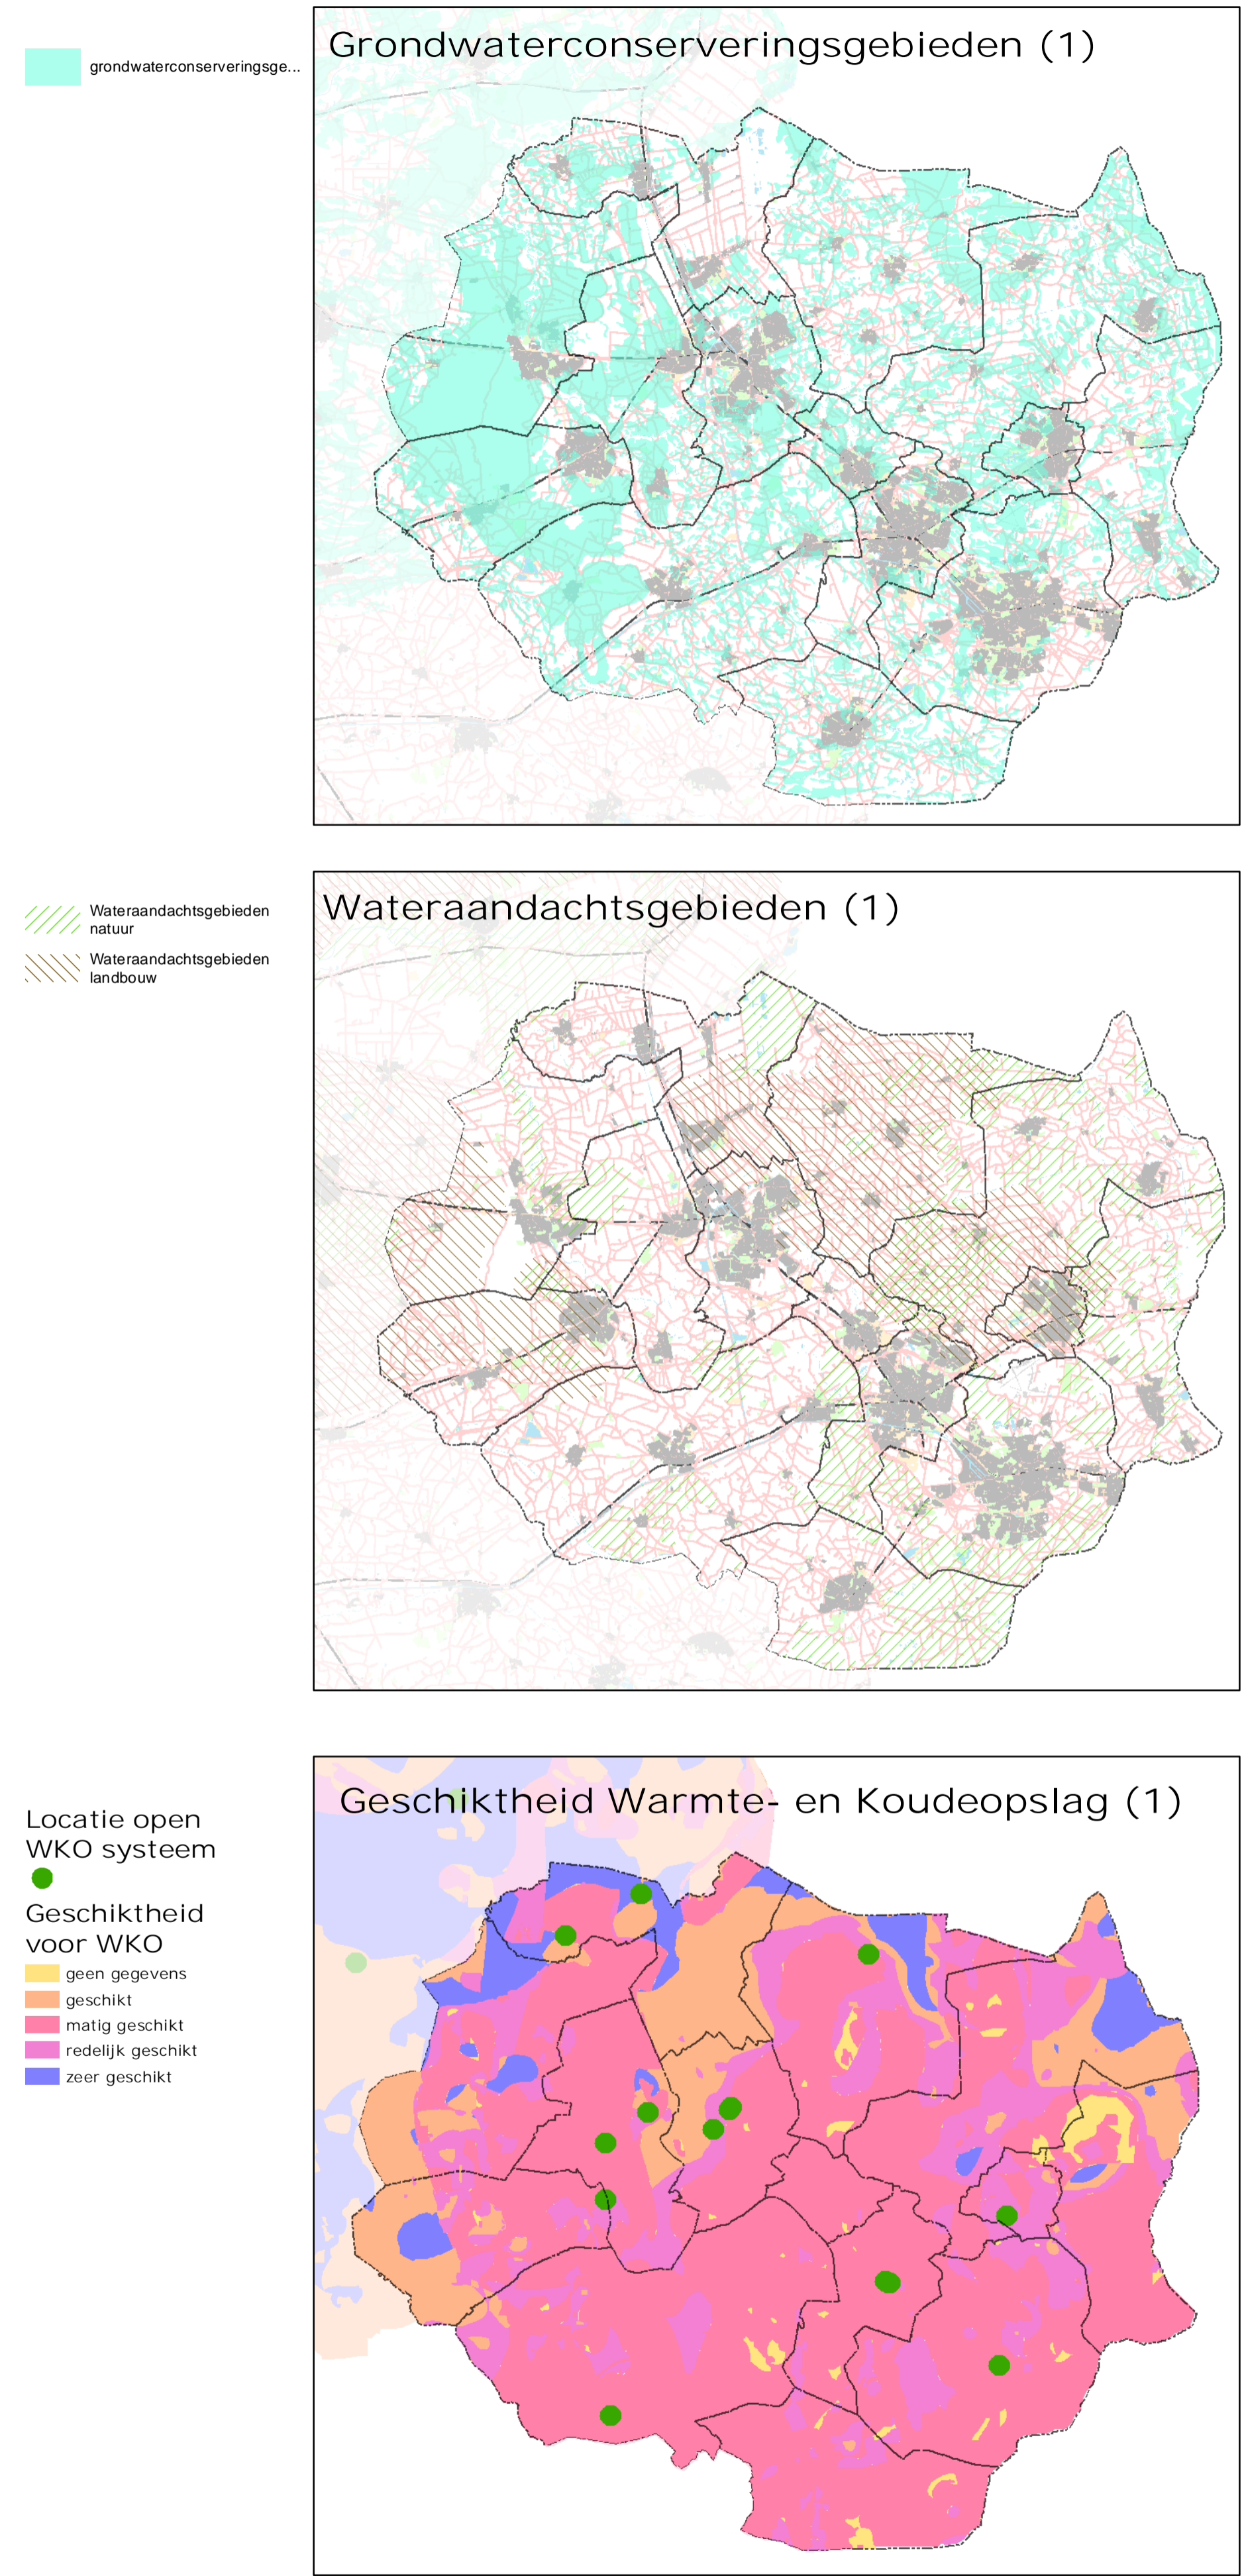 Grondwaterconserveringsgebieden (1)
grondwaterconserveringsge...
Wateraandachtsgebieden (1)
Wateraandachtsgebieden
natuur
Wateraandachtsgebieden
landbouw
Geschiktheid Warmte- en Koudeopslag (1)
Locatie open
WKO systeem
Geschiktheid
voor WKO
geen gegevens
geschikt
matig geschikt
redelijk geschikt
zeer geschikt